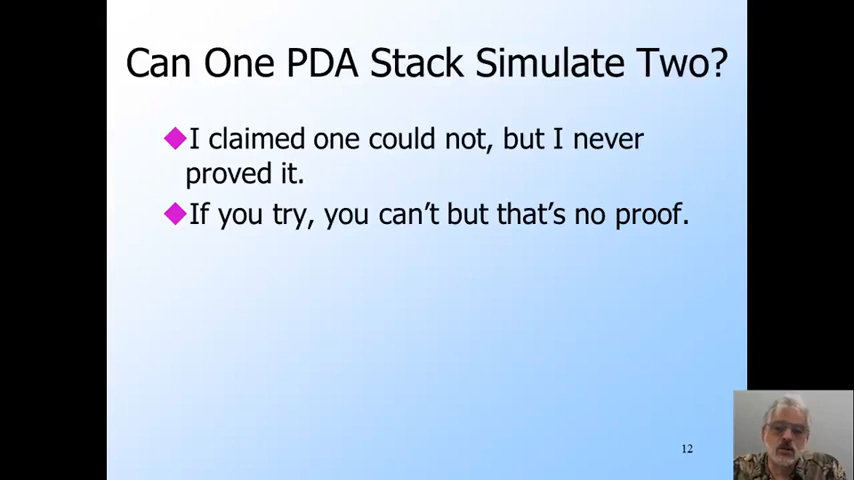 Can One PDA Stack Simulate Two?
I claimed one could not, but I never
proved it.
If you try, you can’t but that’s no proof.
12